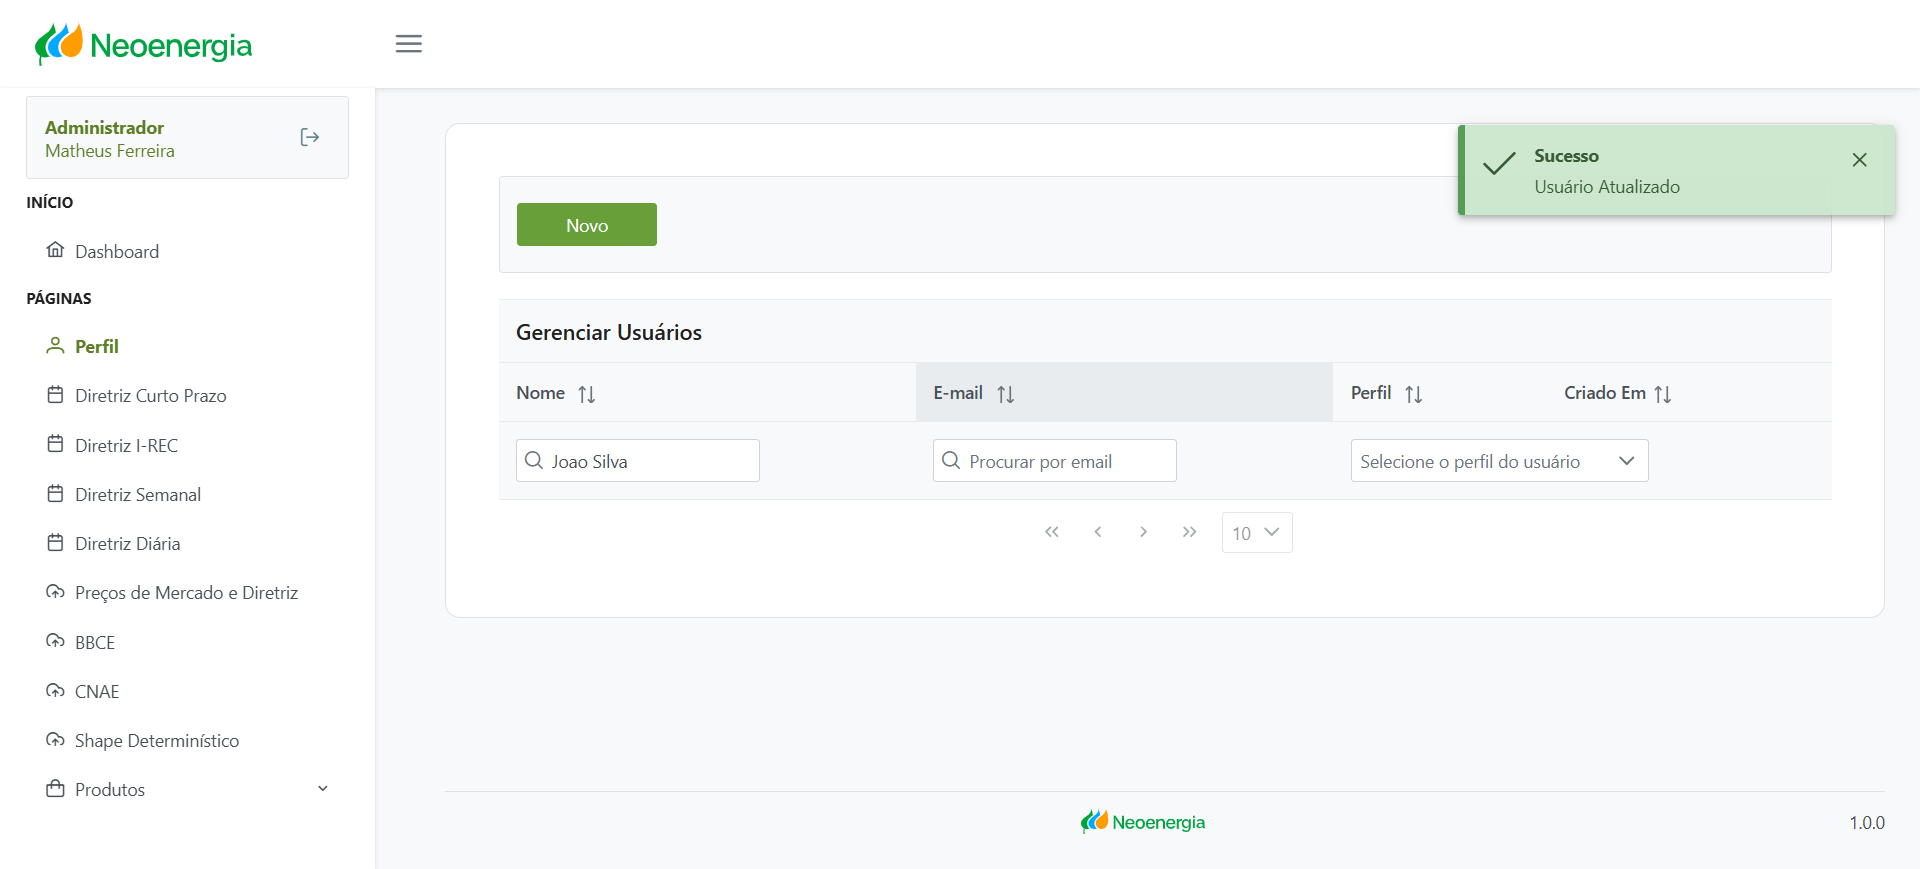 Neoenergia
Administrador
Matheus Ferreira
INÍCIO
Dashboard
PÁGINAS
Perfil
Diretriz Curto Prazo
Diretriz I-REC
Diretriz Semanal
Diretriz Diária
Preços de Mercado e Diretriz
BBCE
CNAE
Shape Determinístico
Produtos
Sucesso
Usuário Atualizado
Novo
Gerenciar Usuários
Nome E-mail Perfil Criado Em
Joao Silva Procurar por email Selecione o perfil do usuário
10
Neoenergia
1.0.0